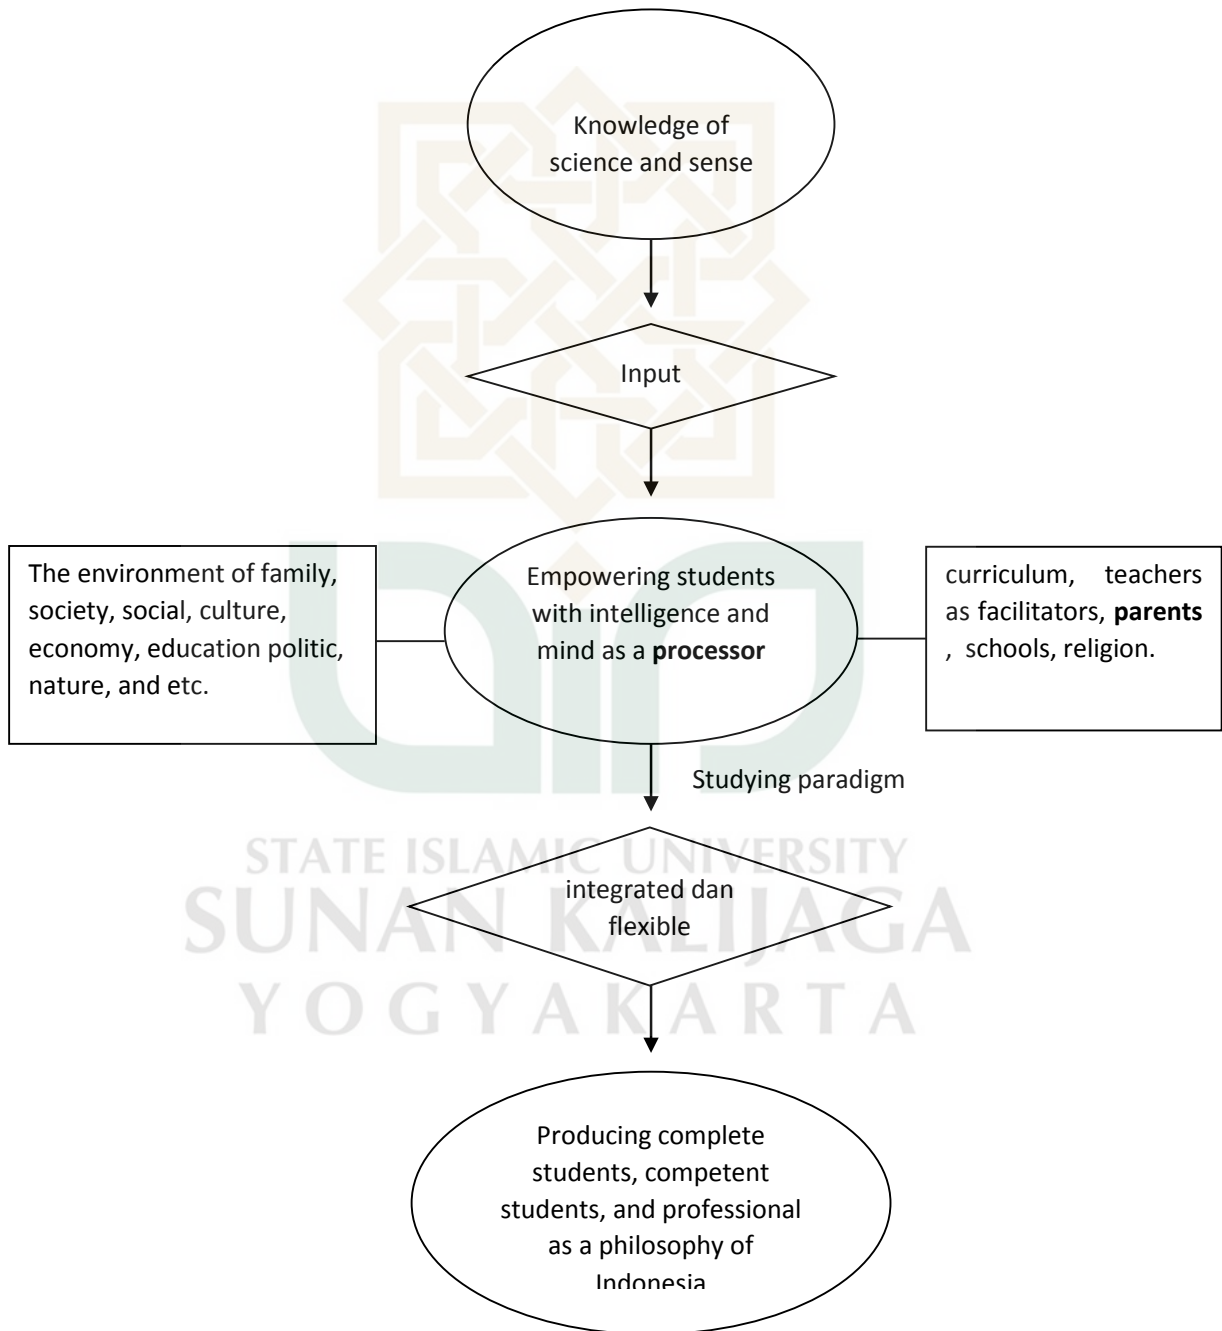 Knowledge of
science and sense
Input
The environment of family,
society, social, culture,
economy, education politic,
nature, and etc.
Empowering students
with intelligence and
mind as a processor
curriculum, teachers
as facilitators, parents
, schools, religion.
Studying paradigm
integrated dan
flexible
STATE ISLAMIC UNIVERSITY
SUNAN KALIJAGA
YOGYAKARTA
Producing complete
students, competent
students, and professional
as a philosophy of
Indonesia